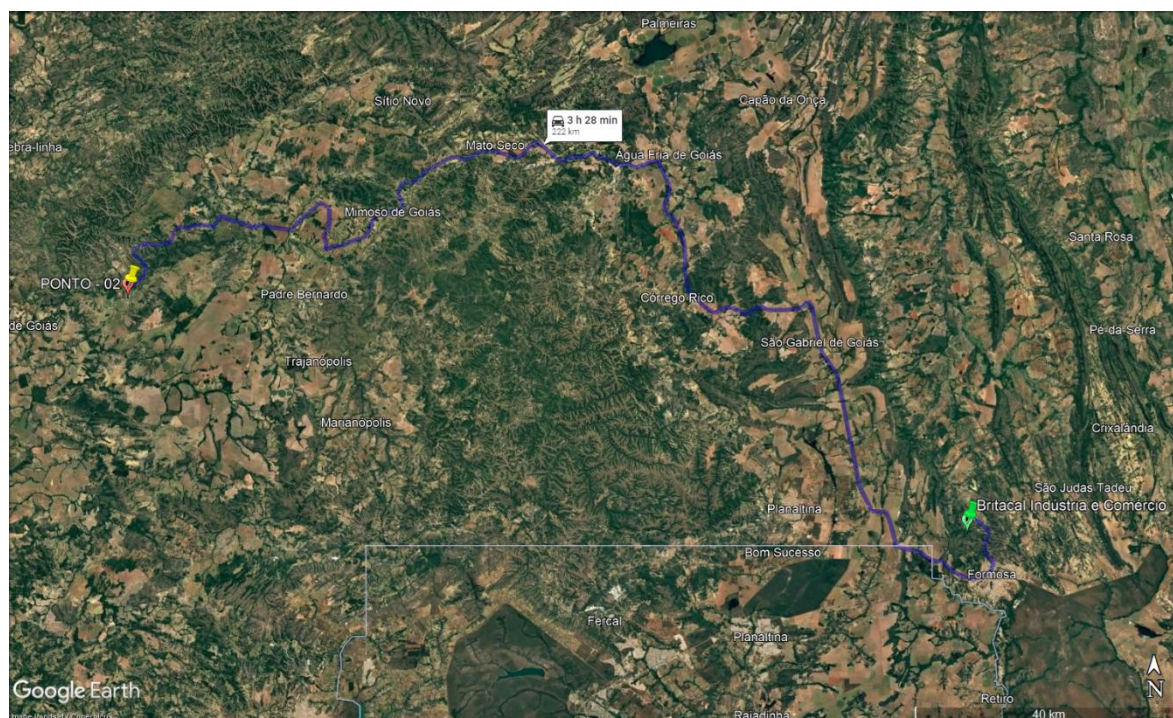 Palmeiras
Sítio Novo
Capão da Onça
3 h 28 min
222 km
ebra-linha
Mato Seco
Água Fria de Goiás
Mimoso de Goiás
Santa Rosa
PONTO - 02
Padre Bernardo
Córrego Rico
de Goiás
Pé da Serra
São Gabriel de Goiás
Trajanópolis
Marianópolis
Crixalândia
São Judas Tadeu
Britacal Indústria e Comércio
Planaltina
Bom Sucesso
Formosa
Fercal
Planaltina
Google Earth
N
Retiro
Rajadinha
40 km